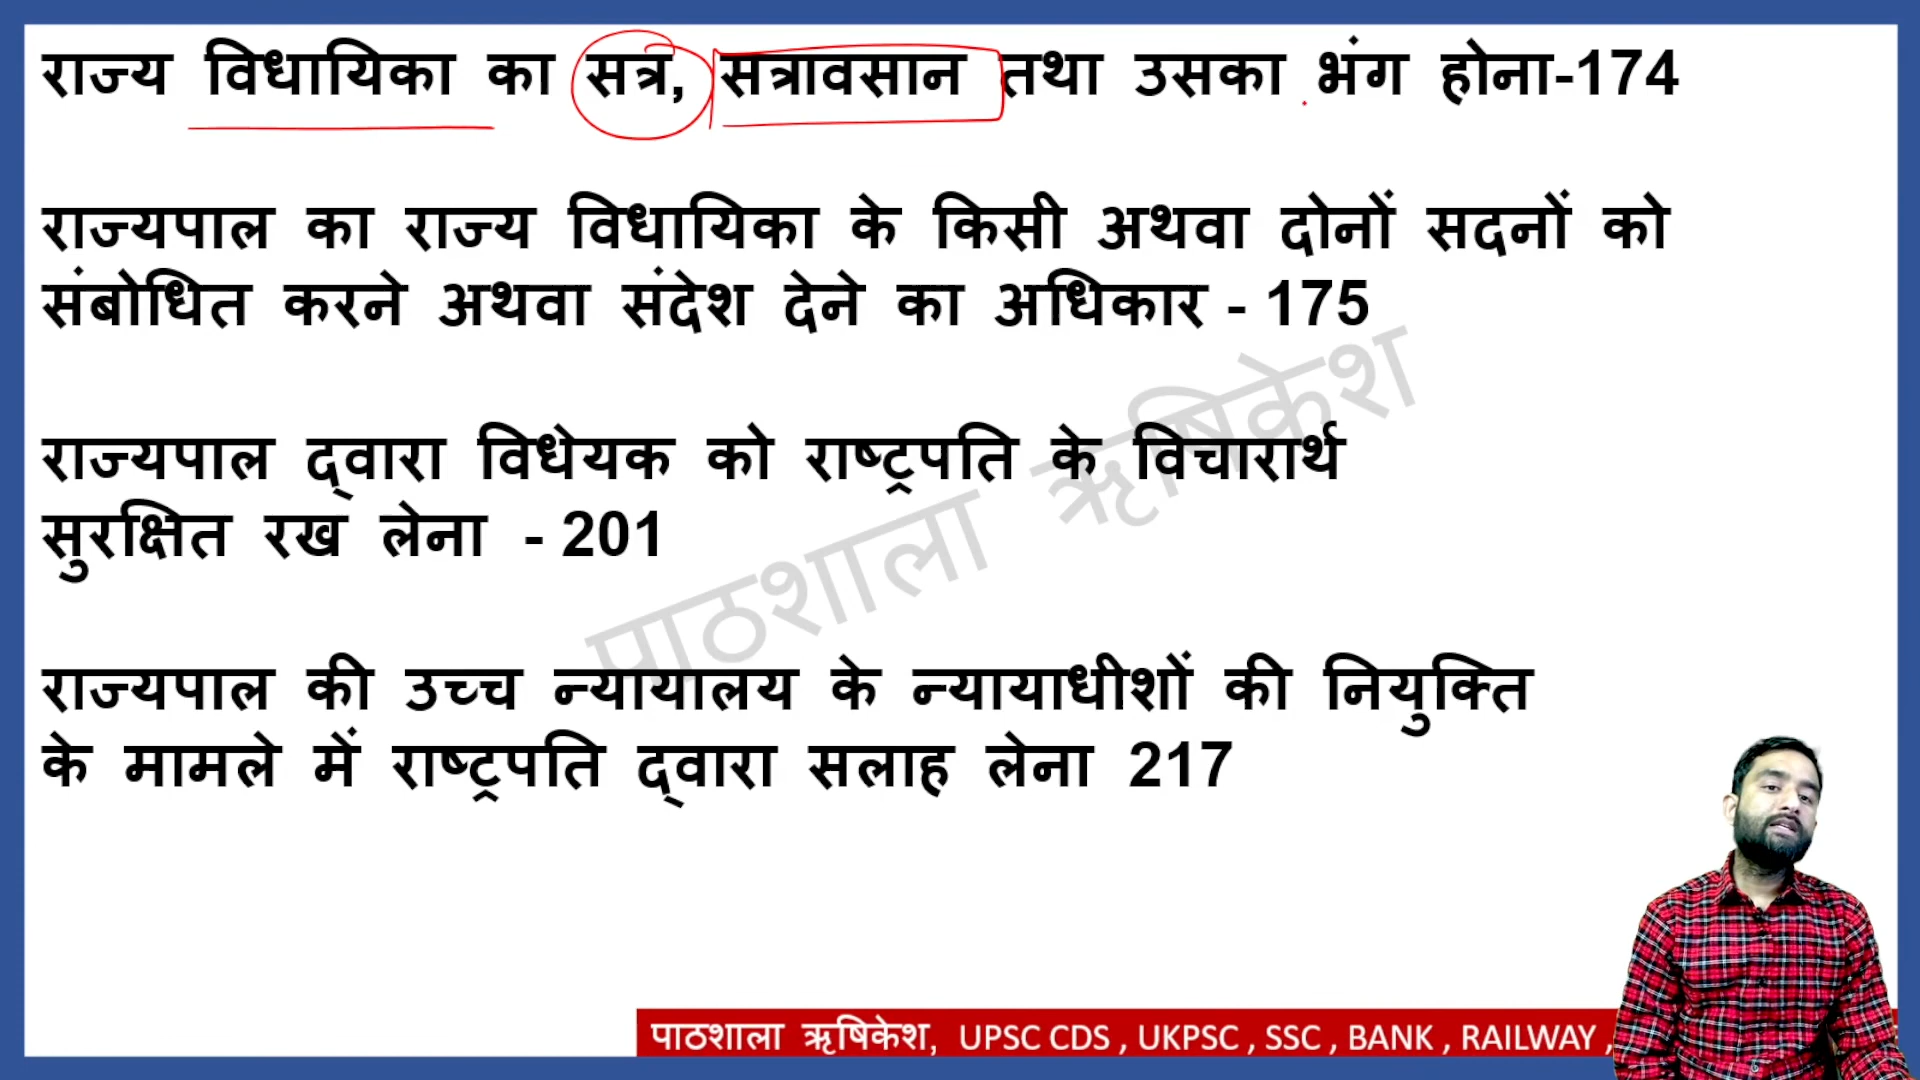 राज्य विधायिका का सत्र, सत्रावसान तथा उसका भंग होना-174
राज्यपाल का राज्य विधायिका के किसी अथवा दोनों सदनों को
संबोधित करने अथवा संदेश देने का अधिकार - 175
राज्यपाल द्वारा विधेयक को राष्ट्रपति के विचारार्थ
सुरक्षित रख लेना - 201
राज्यपाल की उच्च न्यायालय के न्यायाधीशों की नियुक्ति
के मामले में राष्ट्रपति द्वारा सलाह लेना 217
पाठशाला ऋषिकेश
पाठशाला ऋषिकेश, UPSC CDS , UKPSC , SSC , BANK , RAILWAY ,